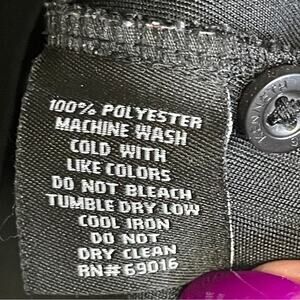 100% POLYESTER
MACHINE WASH
COLD WITH
LIKE COLORS
DO NOT BLEACH
TUMBLE DRY LOW
COOL IRON
DO NOT
DRY CLEAN
RN# 69016